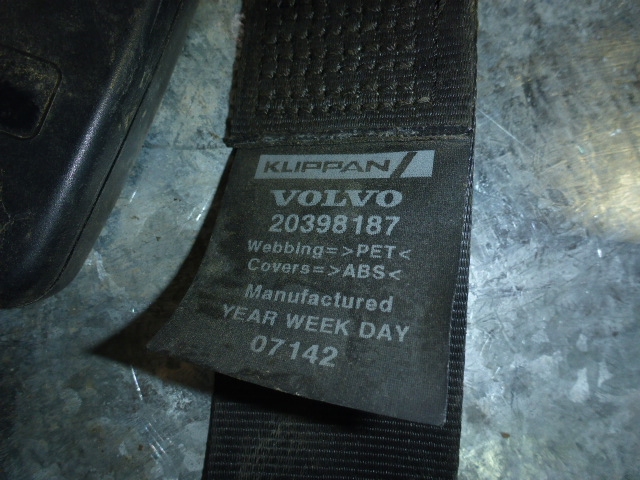 KLIPPAN
VOLVO
20398187
Webbing=>PET<
Covers=>ABS<
Manufactured
YEAR WEEK DAY
07142